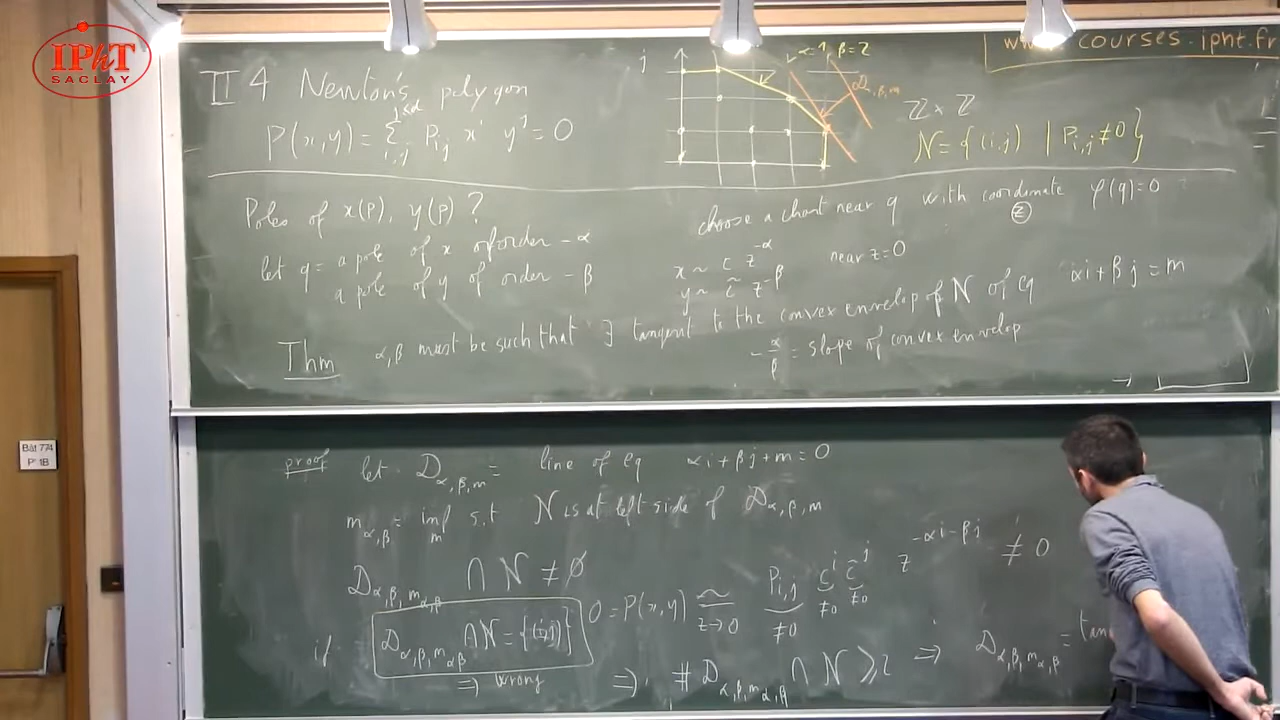 IPhT
SACLAY
www.courses.ipht.fr
II 4 Newton's polygon
P(x,y) = Σ i,j P_{i,j} x^i y^j = 0
j
α=1, β=2
D_{α,β,m}
ℤ × ℤ
N = {(i,j) | P_{i,j} ≠ 0}
Poles of x(p), y(p) ?
let q = a pole of x of order -α
a pole of y of order -β
choose a chart near q with coordinate φ(q)=0
z
x ~ c z^{-α}
y ~ c̃ z^{-β}
near z=0
Thm α,β must be such that ∃ tangent to the convex envelop of N of eq αi + βj = m
-α/β = slope of convex envelop
→
proof let D_{α,β,m} = line of eq αi + βj + m = 0
m_{α,β} = inf_m s.t N is at left side of D_{α,β,m}
D_{α,β,m_{α,β}} ∩ N ≠ ∅
if D_{α,β,m_{αβ}} ∩ N = {(i,j)}
⇒ wrong
0 = P(x,y) ~_{z→0} P_{i,j} c^i c̃^j z^{-αi-βj} ≠ 0
≠0 ≠0 ≠0
⇒ # D_{α,β,m_{α,β}} ∩ N ≥ 2 ⇒ D_{α,β,m_{α,β}} =
Bât 774
P 1B